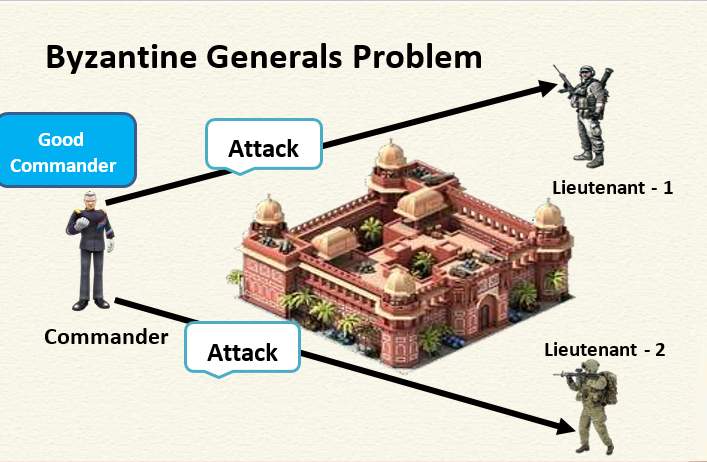 Byzantine Generals Problem
Good
Commander
Attack
Lieutenant - 1
Commander
Attack
Lieutenant - 2